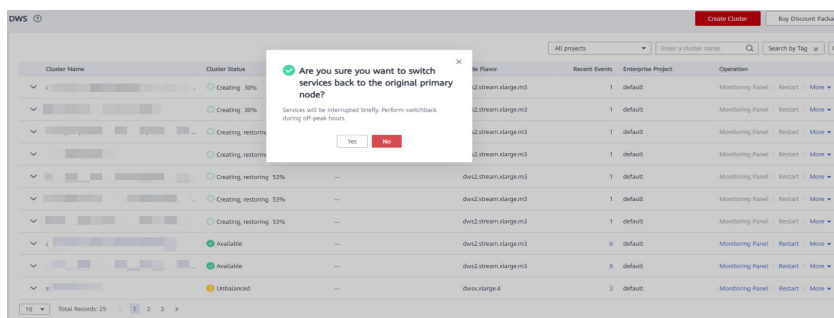 DWS
Create Cluster
Buy Discount Packa
All projects
Enter a cluster name.
Search by Tag
Cluster Name Cluster Status de Flavor Recent Events Enterprise Project Operation
Are you sure you want to switch
services back to the original primary
node?
Services will be interrupted briefly. Perform switchback
during off-peak hours.
Yes No
Creating 30% s2.stream.xlarge.m3 1 default Monitoring Panel Restart More
Creating 30% s2.stream.xlarge.m3 1 default Monitoring Panel Restart More
Creating, restoring s2.stream.xlarge.m3 1 default Monitoring Panel Restart More
Creating, restoring s2.stream.xlarge.m3 1 default Monitoring Panel Restart More
Creating, restoring 53% -- dws2.stream.xlarge.m3 1 default Monitoring Panel Restart More
Creating, restoring 53% -- dws2.stream.xlarge.m3 1 default Monitoring Panel Restart More
Creating, restoring 53% -- dws2.stream.xlarge.m3 1 default Monitoring Panel Restart More
Available -- dws2.stream.xlarge.m3 6 default Monitoring Panel Restart More
Available -- dws2.stream.xlarge.m3 8 default Monitoring Panel Restart More
Unbalanced -- dwsx.xlarge.4 2 default Monitoring Panel Restart More
10 Total Records: 25 < 1 2 3 >